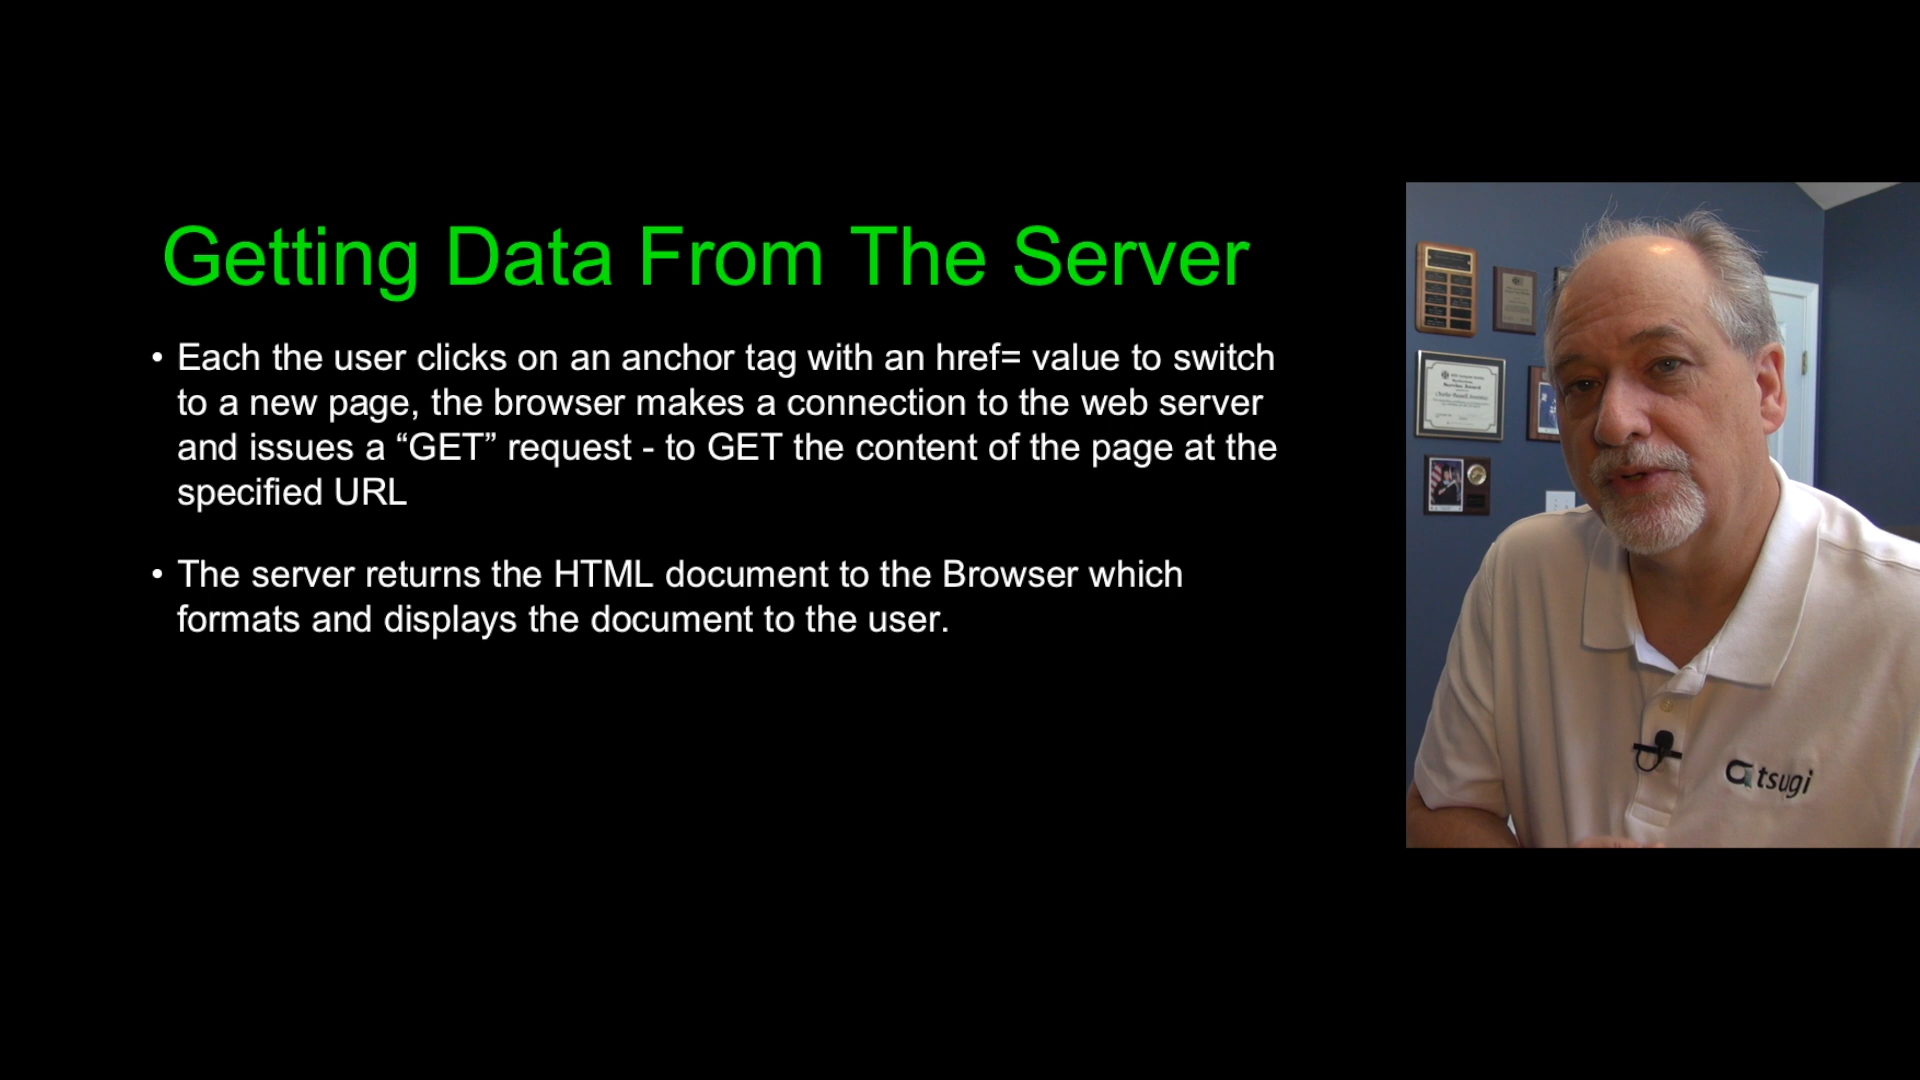 Getting Data From The Server
• Each the user clicks on an anchor tag with an href= value to switch
to a new page, the browser makes a connection to the web server
and issues a “GET” request - to GET the content of the page at the
specified URL
• The server returns the HTML document to the Browser which
formats and displays the document to the user.
tsugi